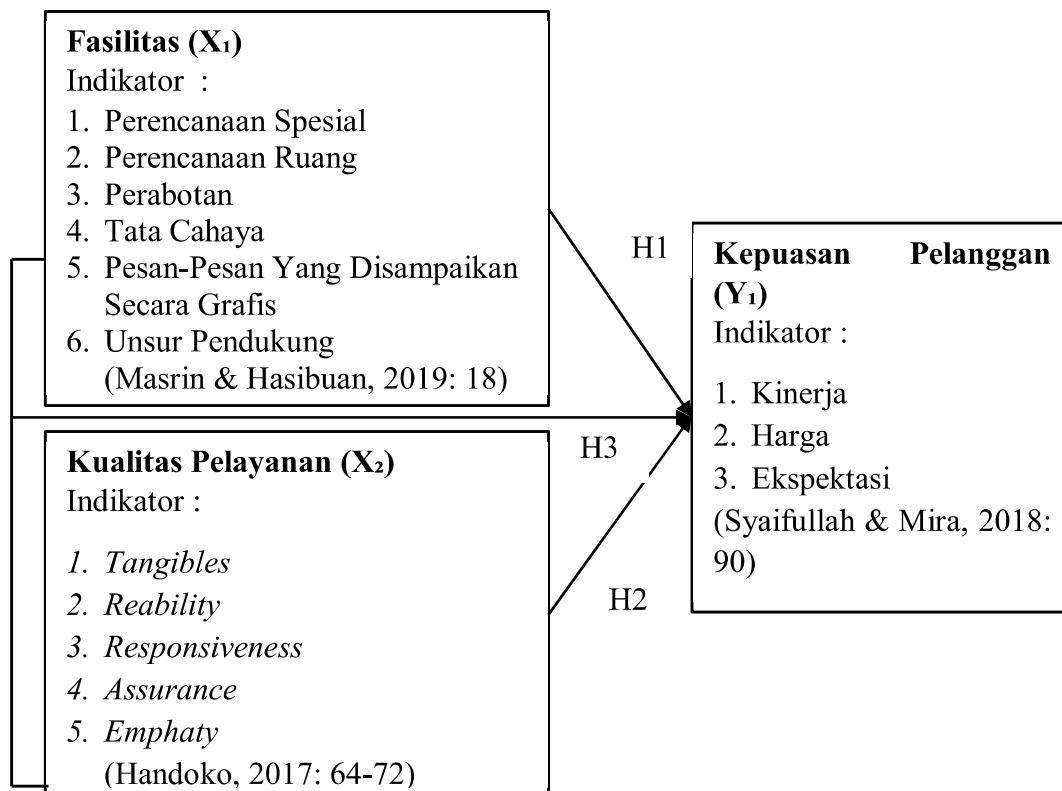 Fasilitas (X₁)
Indikator :
1. Perencanaan Spesial
2. Perencanaan Ruang
3. Perabotan
4. Tata Cahaya
5. Pesan-Pesan Yang Disampaikan
Secara Grafis
6. Unsur Pendukung
(Masrin & Hasibuan, 2019: 18)
H1
Kepuasan Pelanggan
(Y₁)
Indikator :
1. Kinerja
2. Harga
3. Ekspektasi
(Syaifullah & Mira, 2018:
90)
H3
Kualitas Pelayanan (X₂)
Indikator :
1. Tangibles
2. Reability
3. Responsiveness
4. Assurance
5. Emphaty
(Handoko, 2017: 64-72)
H2